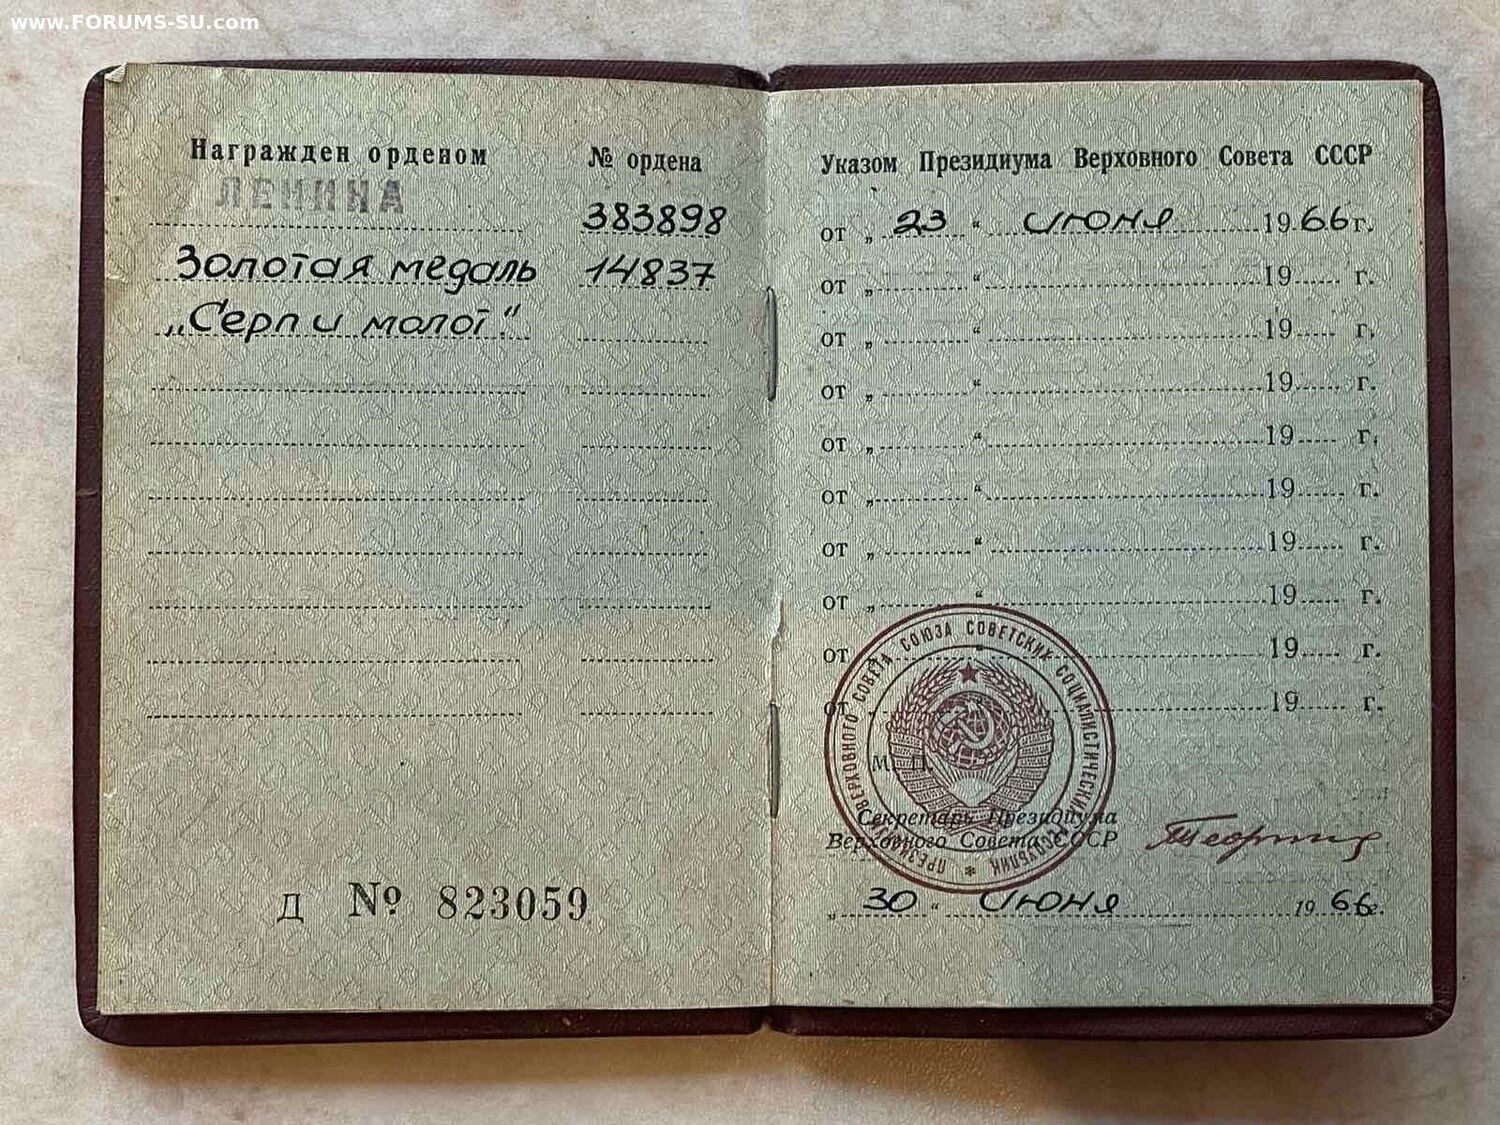 www.FORUMS-SU.com
Награжден орденом № ордена
ЛЕНИНА 383898
Золотая медаль 14837
„Серп и молот“
Д № 823059
Указом Президиума Верховного Совета СССР
от „ 23 “ июня 1966 г.
от „ “ 19 г.
от „ “ 19 г.
от „ “ 19 г.
от „ “ 19 г.
от „ “ 19 г.
от „ “ 19 г.
от „ “ 19 г.
от „ “ 19 г.
от „ “ 19 г.
М. П.
ПРЕЗИДИУМ ВЕРХОВНОГО СОВЕТА СОЮЗА СОВЕТСКИХ СОЦИАЛИСТИЧЕСКИХ РЕСПУБЛИК *
Секретарь Президиума
Верховного Совета СССР
„ 30 “ июня 1966 г.